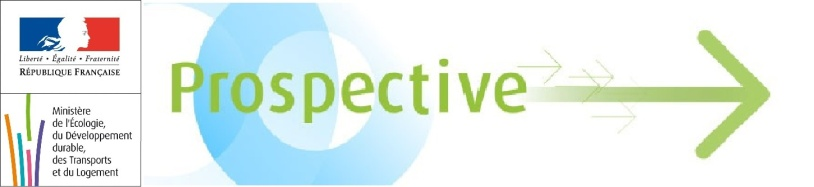 Liberté • Égalité • Fraternité
RÉPUBLIQUE FRANÇAISE
Ministère
de l'Écologie,
du Développement
durable,
des Transports
et du Logement
Prospective